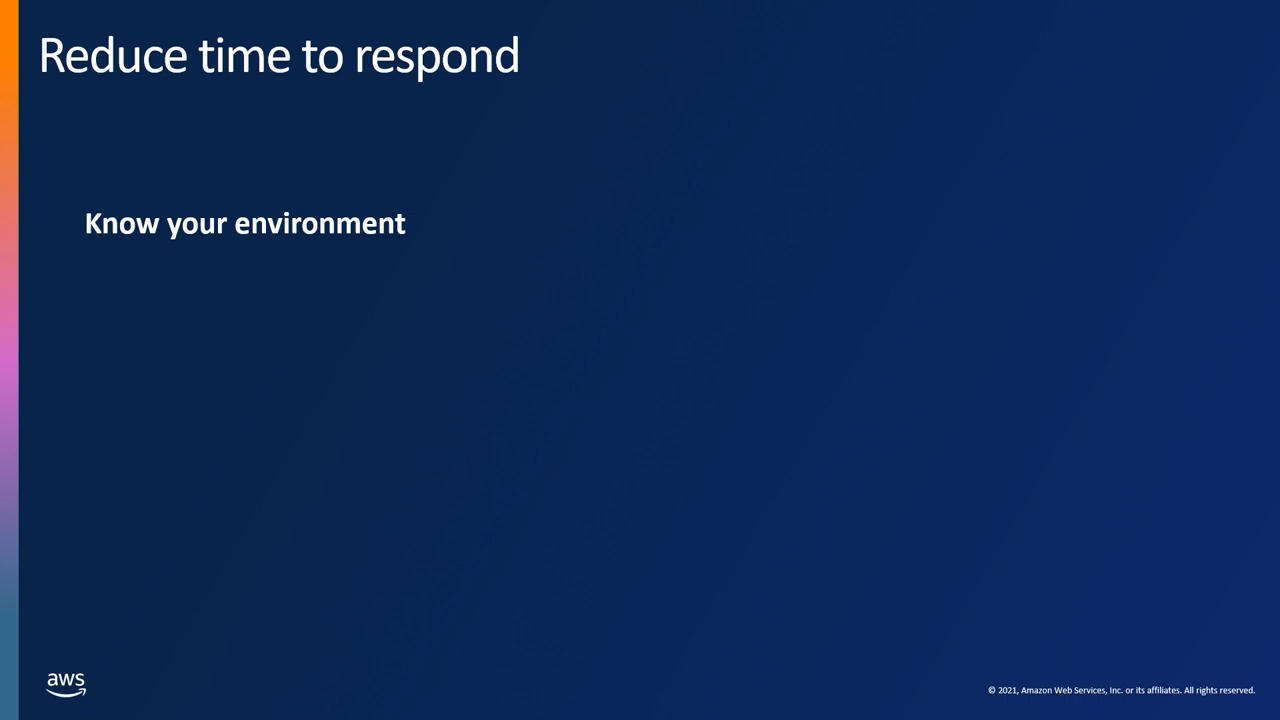 Reduce time to respond
Know your environment
aws
© 2021, Amazon Web Services, Inc. or its affiliates. All rights reserved.